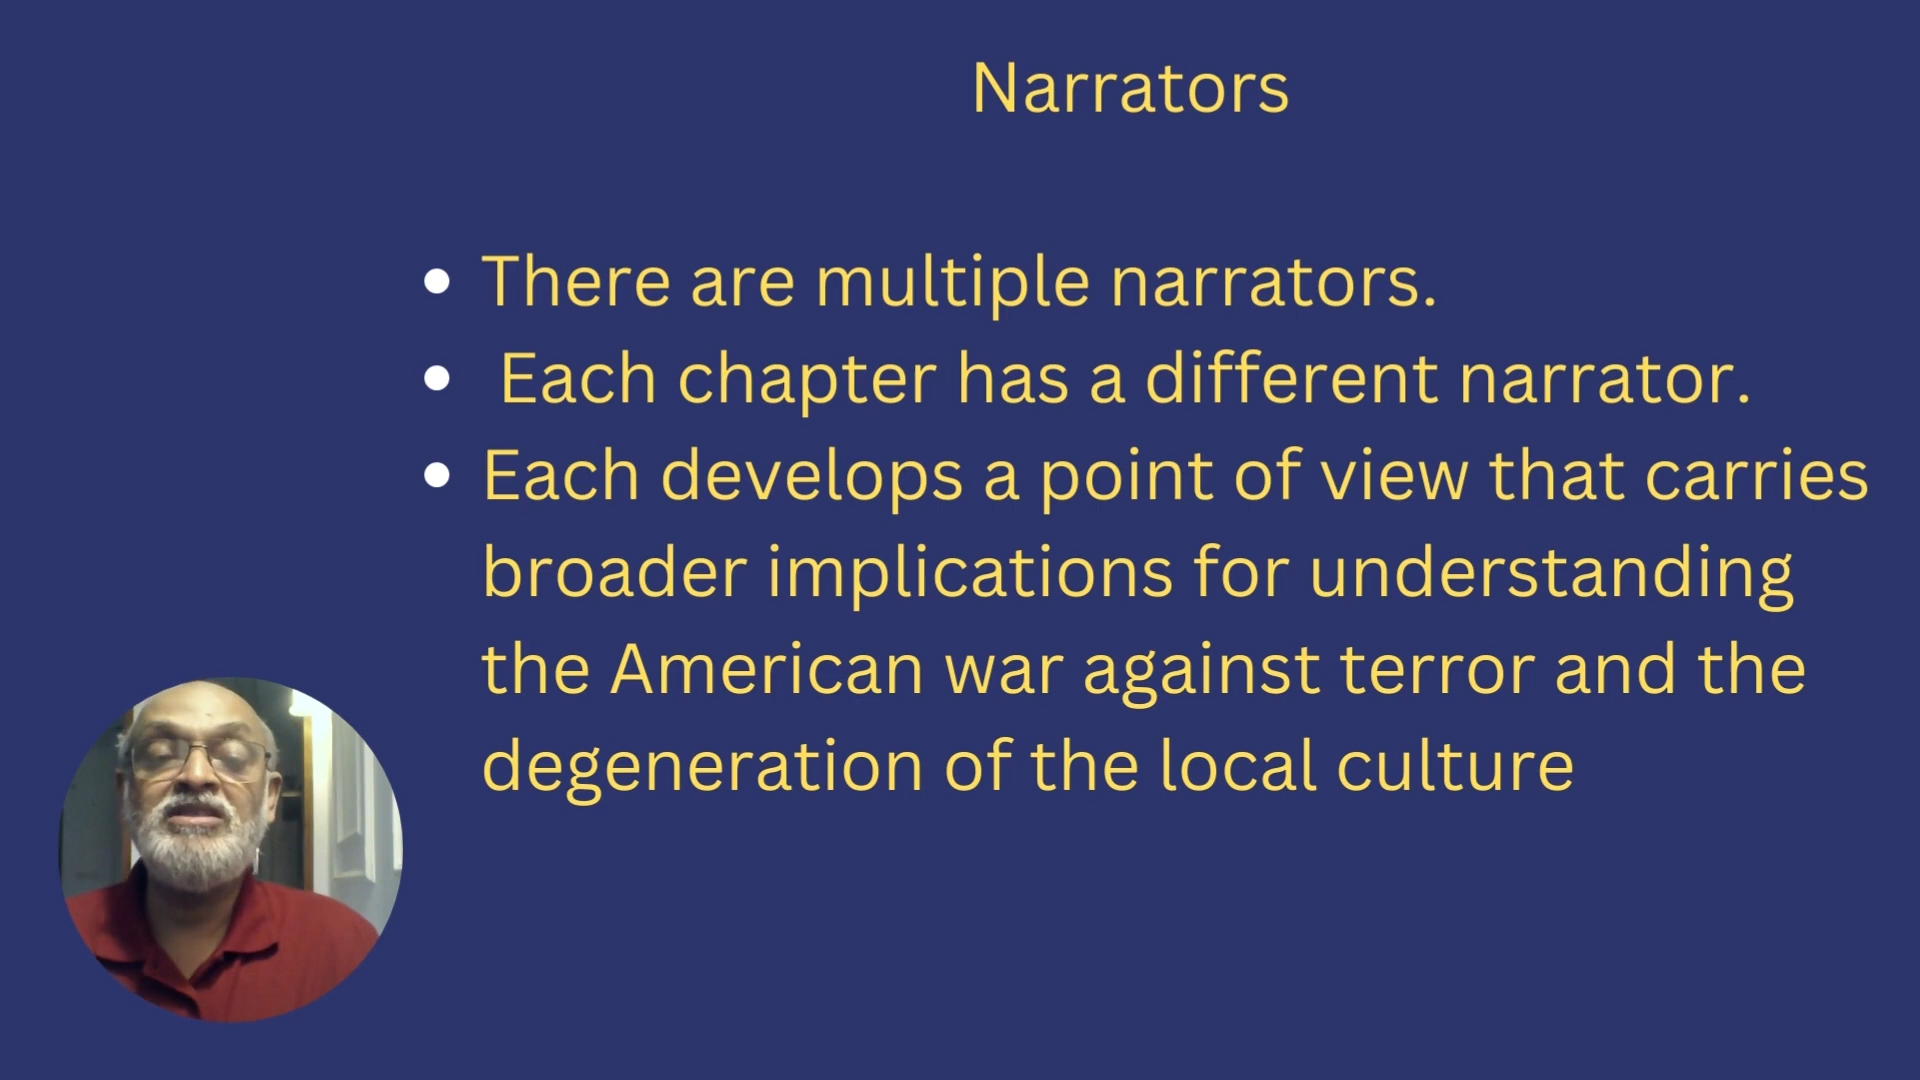 Narrators
• There are multiple narrators.
• Each chapter has a different narrator.
• Each develops a point of view that carries
broader implications for understanding
the American war against terror and the
degeneration of the local culture